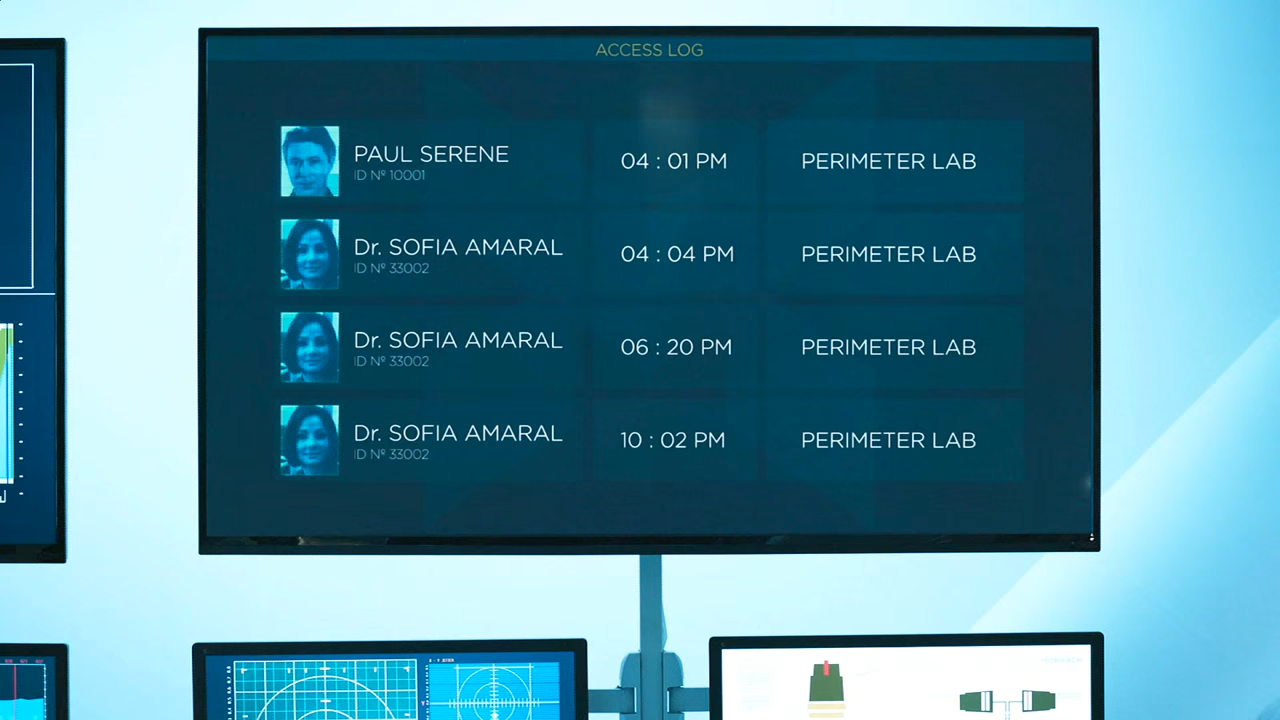 ACCESS LOG
PAUL SERENE
ID Nº 10001
04 : 01 PM
PERIMETER LAB
Dr. SOFIA AMARAL
ID Nº 33002
04 : 04 PM
PERIMETER LAB
Dr. SOFIA AMARAL
ID Nº 33002
06 : 20 PM
PERIMETER LAB
Dr. SOFIA AMARAL
ID Nº 33002
10 : 02 PM
PERIMETER LAB